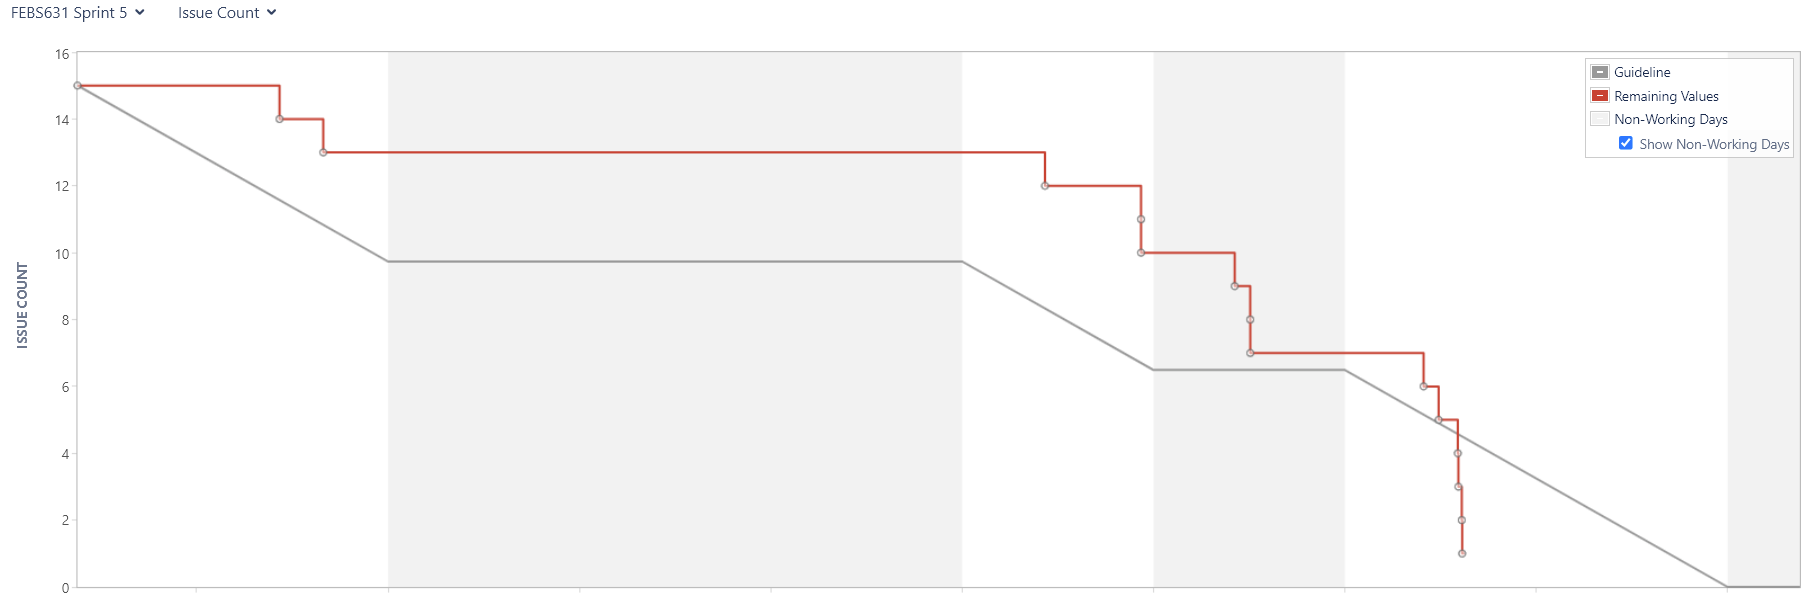 FEBS631 Sprint 5 Issue Count
16
14
12
10
8
6
4
2
0
ISSUE COUNT
Guideline
Remaining Values
Non-Working Days
Show Non-Working Days